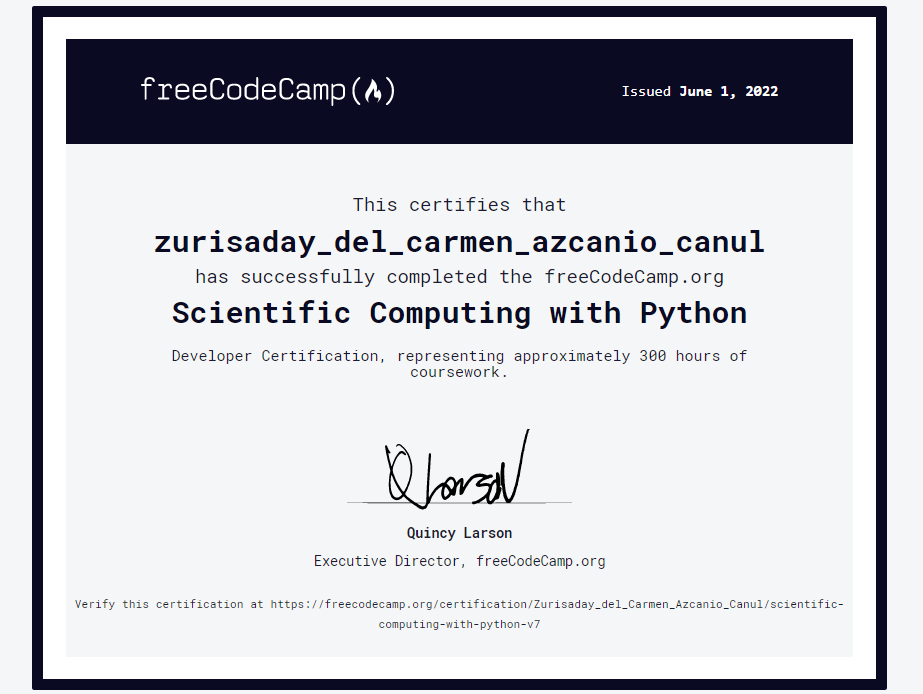 freeCodeCamp(🔥)
Issued June 1, 2022
This certifies that
zurisaday_del_carmen_azcanio_canul
has successfully completed the freeCodeCamp.org
Scientific Computing with Python
Developer Certification, representing approximately 300 hours of
coursework.
Q Larson
Quincy Larson
Executive Director, freeCodeCamp.org
Verify this certification at https://freecodecamp.org/certification/Zurisaday_del_Carmen_Azcanio_Canul/scientific-
computing-with-python-v7